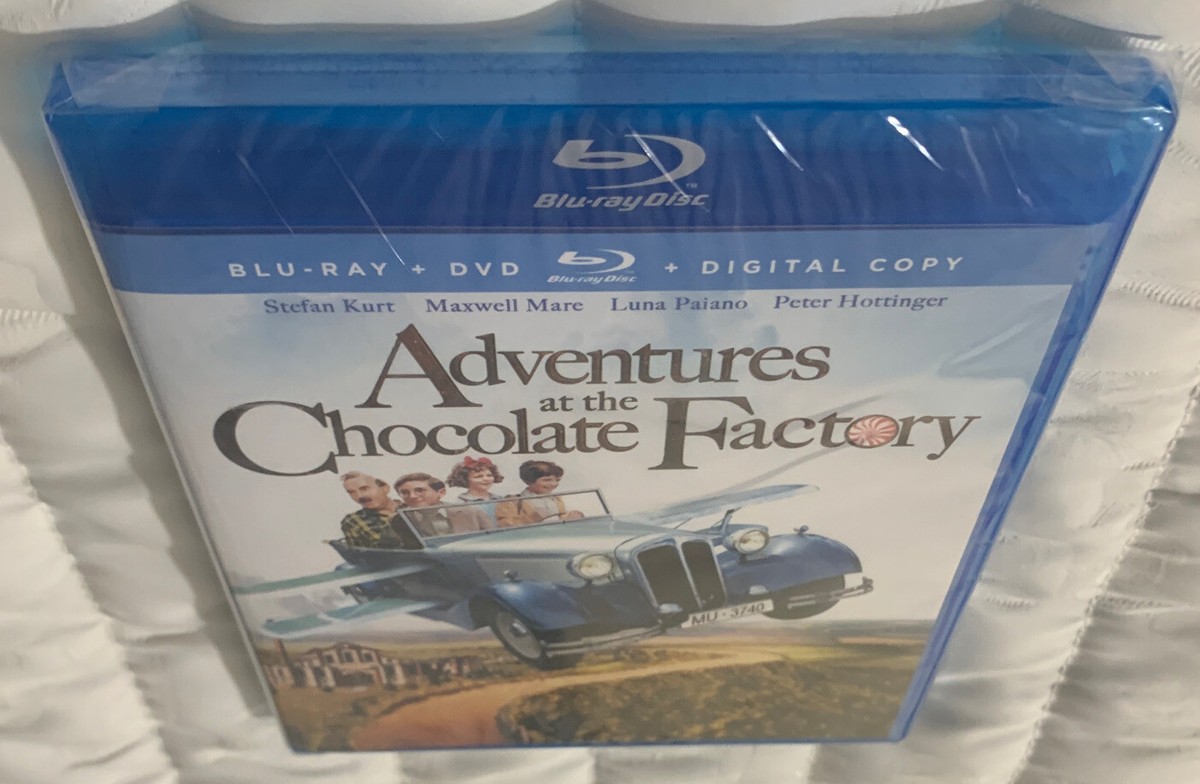 Blu-ray Disc™
BLU-RAY + DVD Blu-ray Disc + DIGITAL COPY
Stefan Kurt Maxwell Mare Luna Paiano Peter Hottinger
Adventures
at the
Chocolate Factory
MU·3740